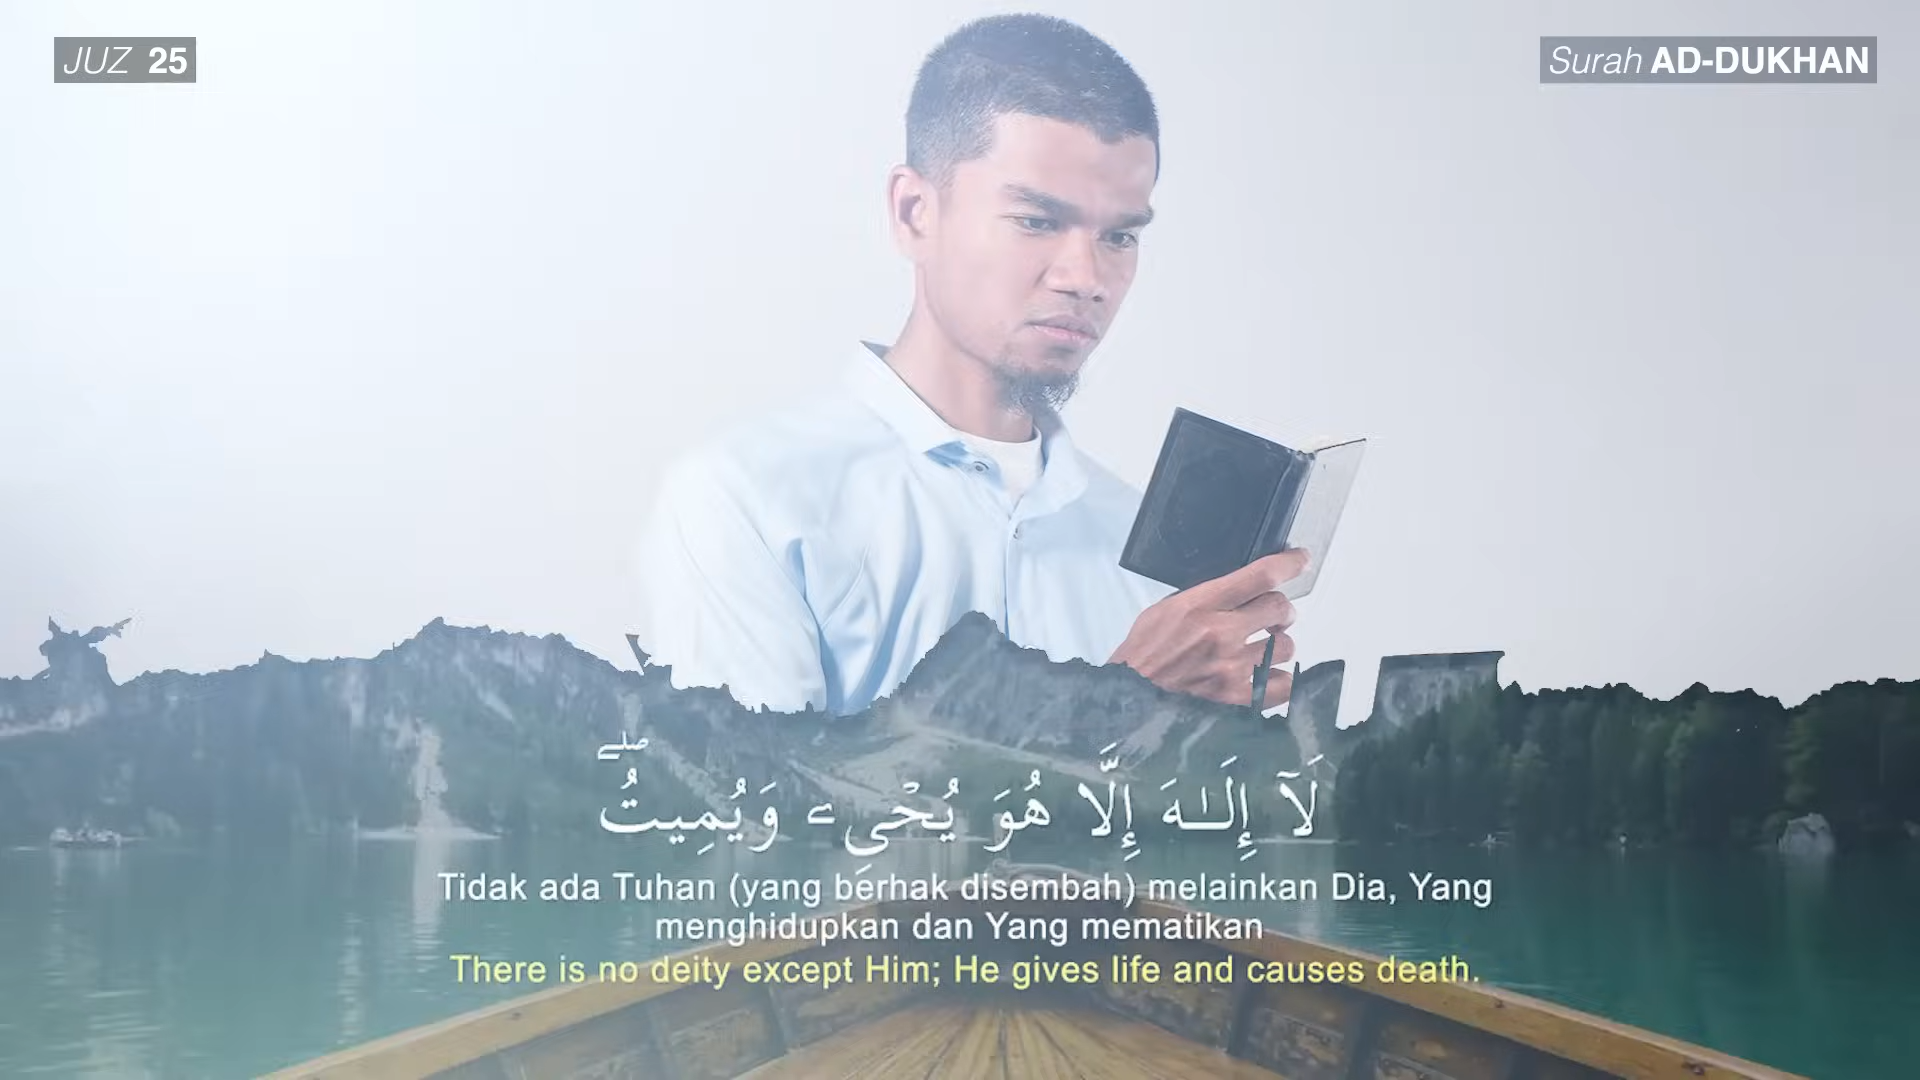 JUZ 25
Surah AD-DUKHAN
لَآ إِلَـٰهَ إِلَّا هُوَ يُحْىِۦ وَيُمِيتُ ۖ
Tidak ada Tuhan (yang berhak disembah) melainkan Dia, Yang
menghidupkan dan Yang mematikan
There is no deity except Him; He gives life and causes death.